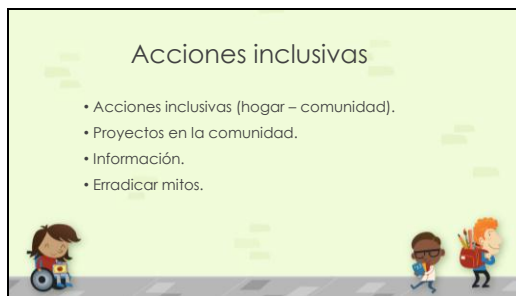 Acciones inclusivas
• Acciones inclusivas (hogar – comunidad).
• Proyectos en la comunidad.
• Información.
• Erradicar mitos.